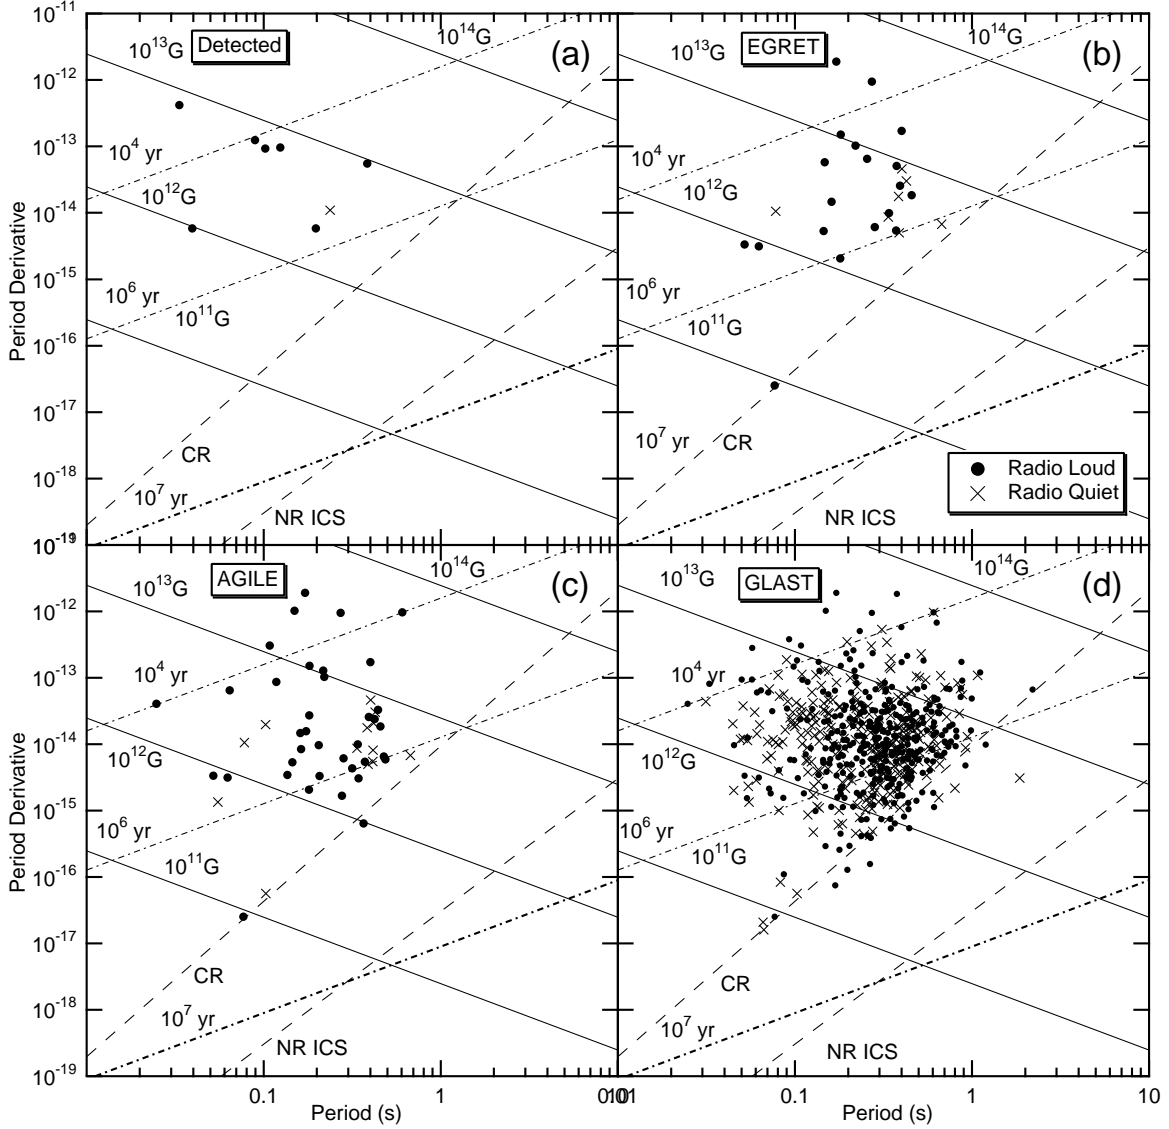 10^-11
10^13G
Detected
10^14G
(a)
10^13G
EGRET
10^14G
(b)
10^-12
10^-13
10^4 yr
10^4 yr
10^12G
10^12G
10^-14
10^-15
10^6 yr
10^11G
10^6 yr
10^11G
10^-16
10^-17
CR
10^7 yr
CR
Radio Loud
Radio Quiet
10^-18
10^7 yr
NR ICS
NR ICS
10^-19
Period Derivative
0.1
1
10^13G
AGILE
10^14G
(c)
10^13G
GLAST
10^14G
(d)
10^-12
10^-13
10^4 yr
10^4 yr
10^12G
10^12G
10^-14
10^-15
10^6 yr
10^11G
10^6 yr
10^11G
10^-16
10^-17
CR
CR
10^-18
10^7 yr
10^7 yr
NR ICS
NR ICS
10^-19
Period Derivative
0.1
1
0.1
1
10
Period (s)
Period (s)